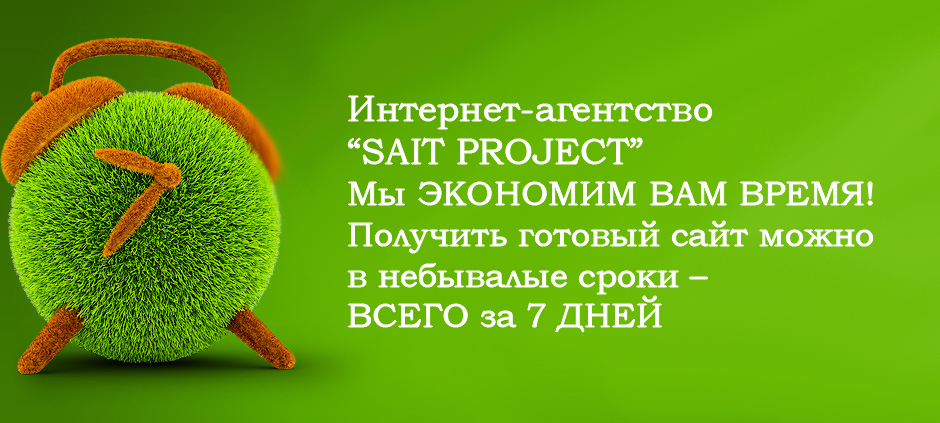 Интернет-агентство
“SAIT PROJECT”
Мы ЭКОНОМИМ ВАМ ВРЕМЯ!
Получить готовый сайт можно
в небывалые сроки –
ВСЕГО за 7 ДНЕЙ